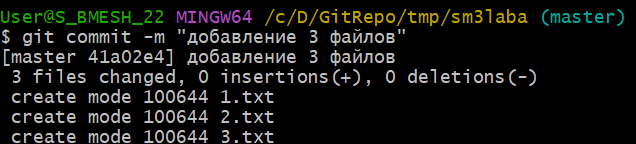 User@S_BMESH_22 MINGW64 /c/D/GitRepo/tmp/sm3laba (master)
$ git commit -m "добавление 3 файлов"
[master 41a02e4] добавление 3 файлов
 3 files changed, 0 insertions(+), 0 deletions(-)
 create mode 100644 1.txt
 create mode 100644 2.txt
 create mode 100644 3.txt